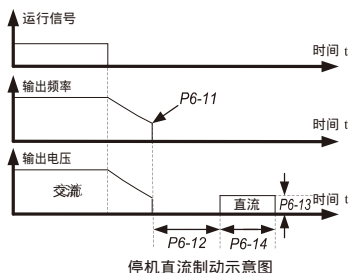 运行信号
时间 t
输出频率
P6-11
时间 t
输出电压
交流
直流
P6-13
时间 t
P6-12
P6-14
停机直流制动示意图